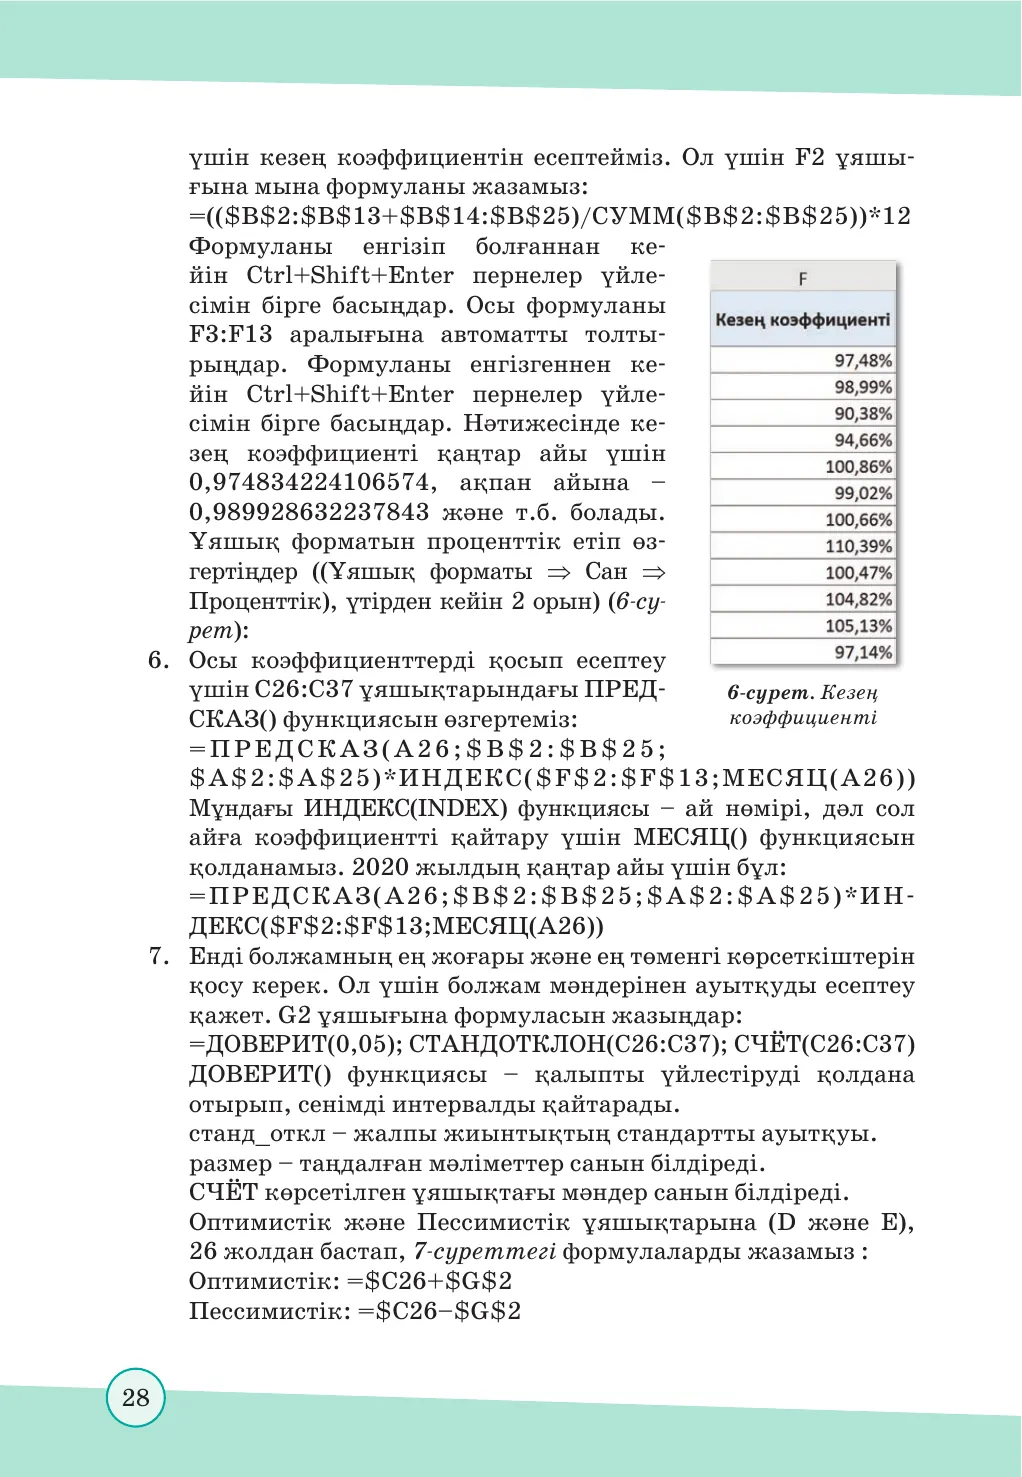 үшін кезең коэффициентін есептейміз. Ол үшін F2 ұяшы-
ғына мына формуланы жазамыз:
=(($B$2:$B$13+$B$14:$B$25)/СУММ($B$2:$B$25))*12
Формуланы енгізіп болғаннан ке-
йін Ctrl+Shift+Enter пернелер үйле-
сімін бірге басыңдар. Осы формуланы
F3:F13 аралығына автоматты толты-
рыңдар. Формуланы енгізгеннен ке-
йін Ctrl+Shift+Enter пернелер үйле-
сімін бірге басыңдар. Нәтижесінде ке-
зең коэффициенті қаңтар айы үшін
0,974834224106574, ақпан айына –
0,989928632237843 және т.б. болады.
Ұяшық форматын проценттік етіп өз-
гертіңдер ((Ұяшық форматы ⇒ Сан ⇒
Проценттік), үтірден кейін 2 орын) (6-су-
рет):
F
Кезең коэффициенті
97,48%
98,99%
90,38%
94,66%
100,86%
99,02%
100,66%
110,39%
100,47%
104,82%
105,13%
97,14%
6-сурет. Кезең
коэффициенті
6. Осы коэффициенттерді қосып есептеу
үшін C26:C37 ұяшықтарындағы ПРЕД-
СКАЗ() функциясын өзгертеміз:
=ПРЕДСКАЗ(A26;$B$2:$B$25;
$A$2:$A$25)*ИНДЕКС($F$2:$F$13;МЕСЯЦ(A26))
Мұндағы ИНДЕКС(INDEX) функциясы – ай нөмірі, дәл сол
айға коэффициентті қайтару үшін МЕСЯЦ() функциясын
қолданамыз. 2020 жылдың қаңтар айы үшін бұл:
=ПРЕДСКАЗ(A26;$B$2:$B$25;$A$2:$A$25)*ИН-
ДЕКС($F$2:$F$13;МЕСЯЦ(A26))
7. Енді болжамның ең жоғары және ең төменгі көрсеткіштерін
қосу керек. Ол үшін болжам мәндерінен ауытқуды есептеу
қажет. G2 ұяшығына формуласын жазыңдар:
=ДОВЕРИТ(0,05); СТАНДОТКЛОН(C26:C37); СЧЁТ(C26:C37)
ДОВЕРИТ() функциясы – қалыпты үйлестіруді қолдана
отырып, сенімді интервалды қайтарады.
станд_откл – жалпы жиынтықтың стандартты ауытқуы.
размер – таңдалған мәліметтер санын білдіреді.
СЧЁТ көрсетілген ұяшықтағы мәндер санын білдіреді.
Оптимистік және Пессимистік ұяшықтарына (D және E),
26 жолдан бастап, 7-суреттегі формулаларды жазамыз :
Оптимистік: =$C26+$G$2
Пессимистік: =$C26–$G$2
28